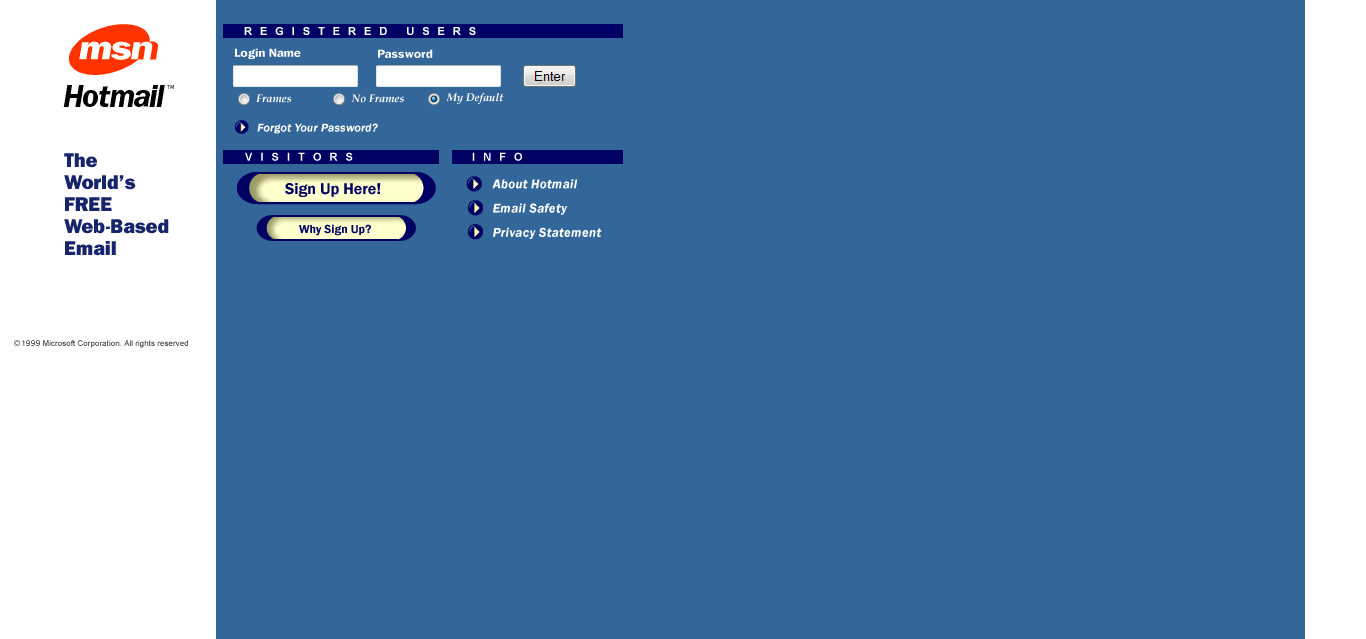 msn
Hotmail™
The
World's
FREE
Web-Based
Email
© 1999 Microsoft Corporation. All rights reserved
REGISTERED USERS
Login Name Password
Enter
Frames No Frames My Default
Forgot Your Password?
VISITORS
Sign Up Here!
Why Sign Up?
INFO
About Hotmail
Email Safety
Privacy Statement